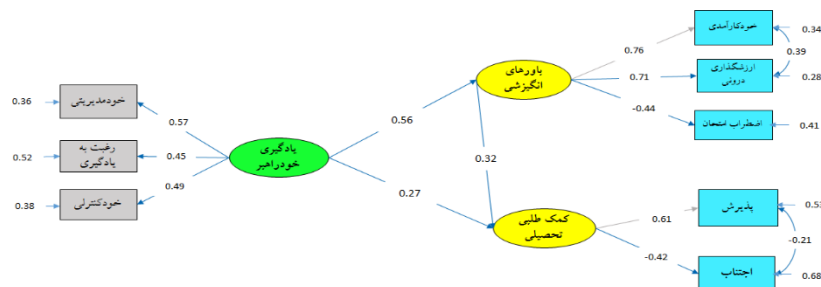 0.34
خودکارآمدی
0.76
0.39
باورهای
انگیزشی
0.71
ارزشگذاری
درونی
0.28
0.36
خودمدیریتی
0.57
0.56
-0.44
اضطراب امتحان
0.41
0.52
رغبت به
یادگیری
0.45
یادگیری
خودراهبر
0.32
0.38
خودکنترلی
0.49
0.27
کمک طلبی
تحصیلی
0.61
پذیرش
0.53
-0.21
-0.42
اجتناب
0.68